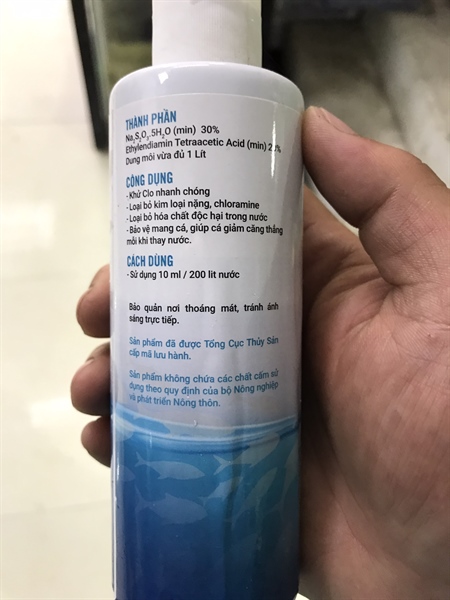 THÀNH PHẦN
Na₂S₂O₃.5H₂O (min) 30%
Ethylendiamin Tetraacetic Acid (min) 2%
Dung môi vừa đủ 1 Lít
CÔNG DỤNG
- Khử Clo nhanh chóng
- Loại bỏ kim loại nặng, chloramine
- Loại bỏ hóa chất độc hại trong nước
- Bảo vệ mang cá, giúp cá giảm căng thẳng
mỗi khi thay nước.
CÁCH DÙNG
- Sử dụng 10 ml / 200 lit nước
Bảo quản nơi thoáng mát, tránh ánh
sáng trực tiếp.
Sản phẩm đã được Tổng Cục Thủy Sản
cấp mã lưu hành.
Sản phẩm không chứa các chất cấm sử
dụng theo quy định của bộ Nông nghiệp
và phát triển Nông thôn.